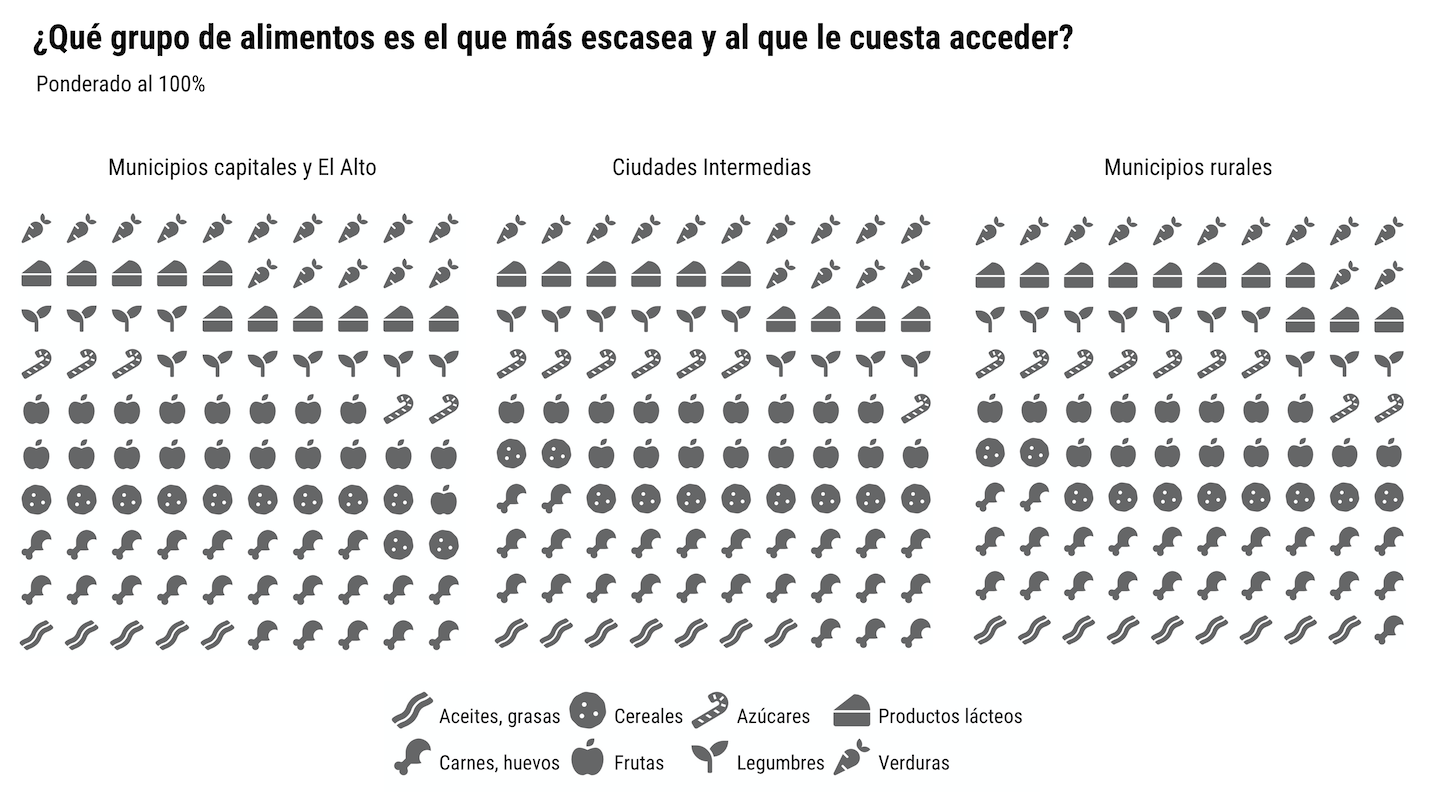 ¿Qué grupo de alimentos es el que más escasea y al que le cuesta acceder?
Ponderado al 100%
Municipios capitales y El Alto
Ciudades Intermedias
Municipios rurales
Aceites, grasas
Cereales
Azúcares
Productos lácteos
Carnes, huevos
Frutas
Legumbres
Verduras